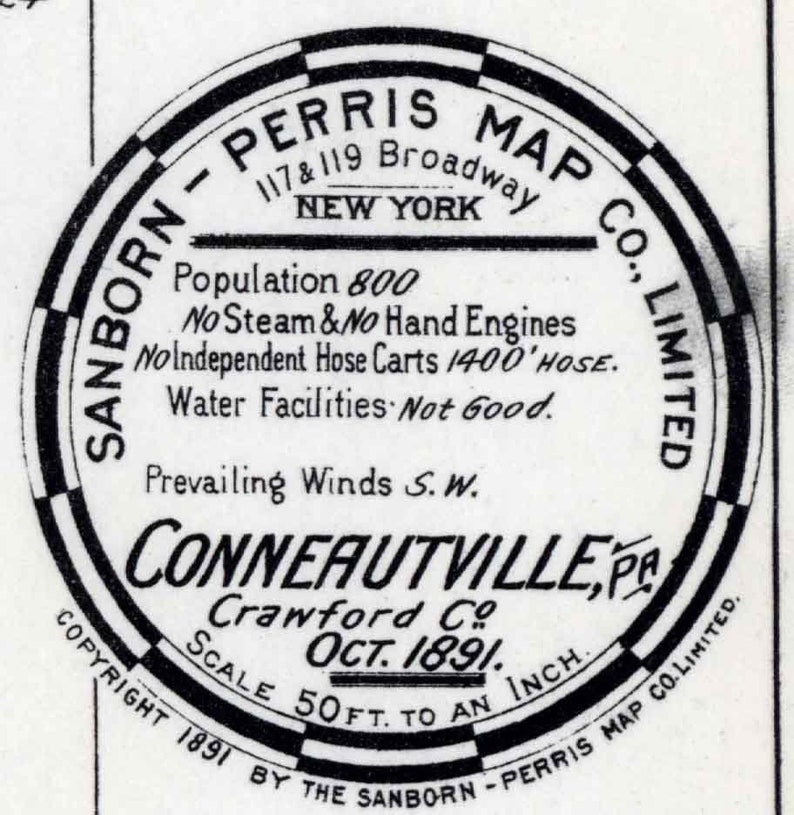 SANBORN - PERRIS MAP CO., LIMITED
117 & 119 Broadway
NEW YORK
Population 800
No Steam & No Hand Engines
No Independent Hose Carts 1400' HOSE.
Water Facilities Not Good.
Prevailing Winds S. W.
CONNEAUTVILLE, PA.
Crawford Co.
OCT. 1891.
SCALE 50 FT. TO AN INCH.
COPYRIGHT 1891 BY THE SANBORN - PERRIS MAP CO. LIMITED.